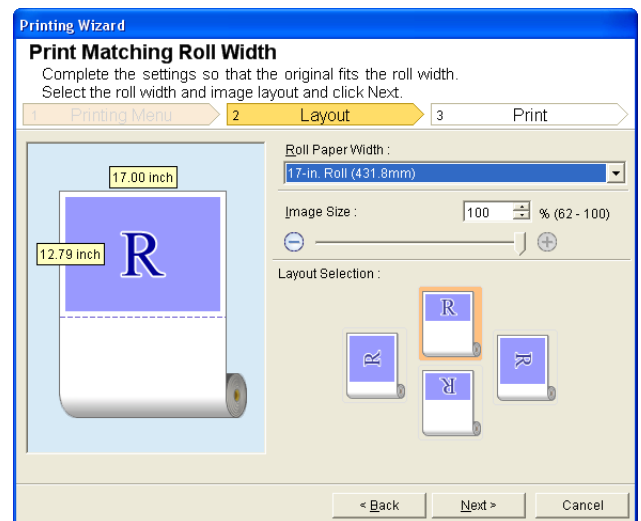 Printing Wizard
Print Matching Roll Width
Complete the settings so that the original fits the roll width.
Select the roll width and image layout and click Next.
1 Printing Menu 2 Layout 3 Print
Roll Paper Width :
17-in. Roll (431.8mm)
17.00 inch
Image Size : 100 % (62 - 100)
12.79 inch
R
Layout Selection :
R
R
R
R
< Back Next > Cancel